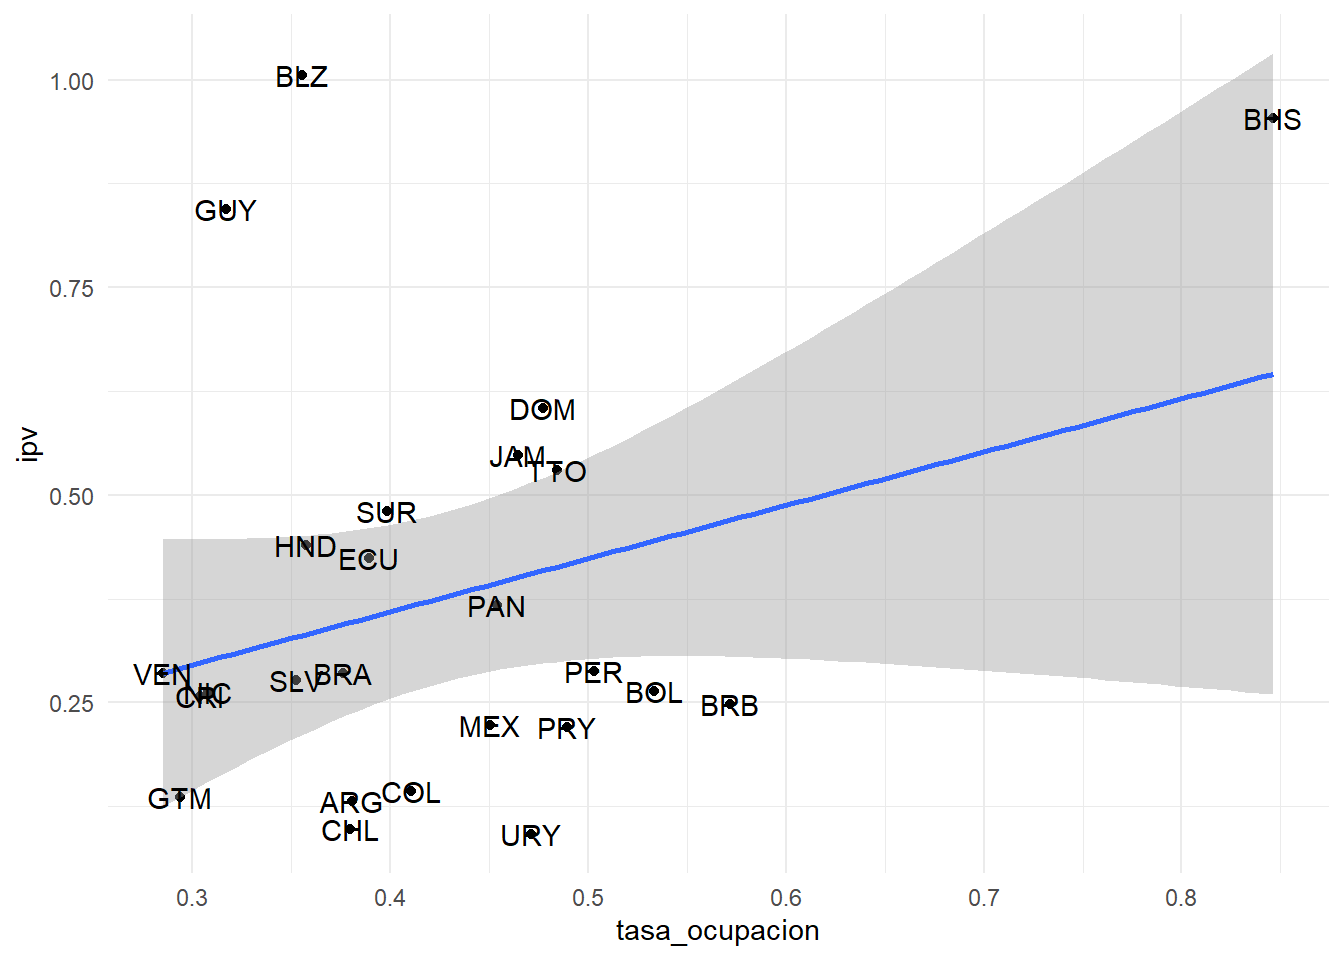 1.00
0.75
0.50
0.25
ipv
BLZ
BHS
GUY
DOM
JAM
TTO
SUR
HND
ECU
PAN
VEN
NIC
CRI
SLV
BRA
PER
BOL
BRB
MEX
PRY
GTM
ARG
COL
CHL
URY
0.3 0.4 0.5 0.6 0.7 0.8
tasa_ocupacion